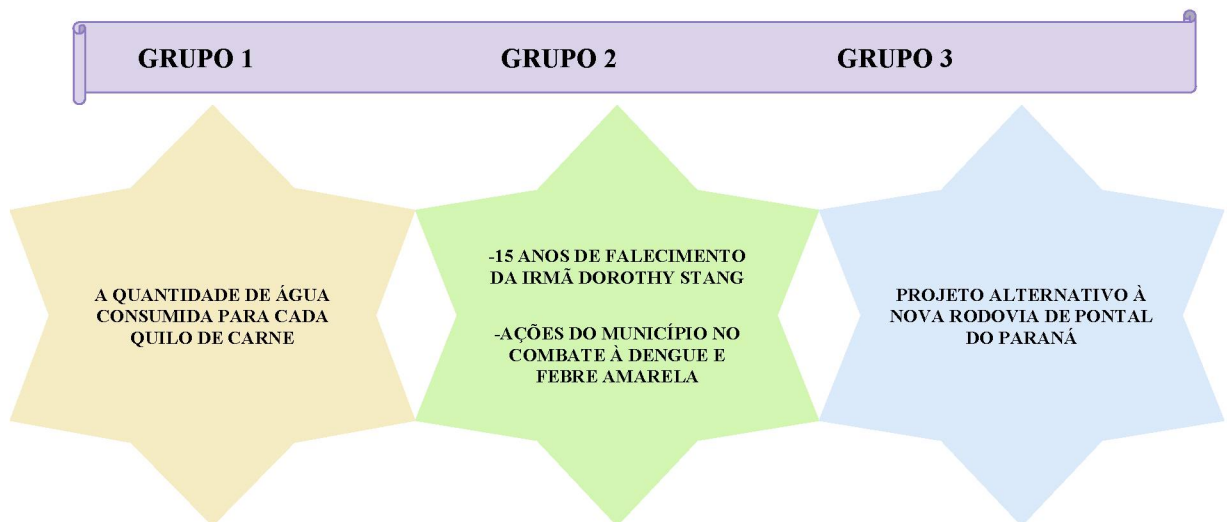 GRUPO 1 GRUPO 2 GRUPO 3
A QUANTIDADE DE ÁGUA
CONSUMIDA PARA CADA
QUILO DE CARNE
-15 ANOS DE FALECIMENTO
DA IRMÃ DOROTHY STANG
-AÇÕES DO MUNICÍPIO NO
COMBATE À DENGUE E
FEBRE AMARELA
PROJETO ALTERNATIVO À
NOVA RODOVIA DE PONTAL
DO PARANÁ